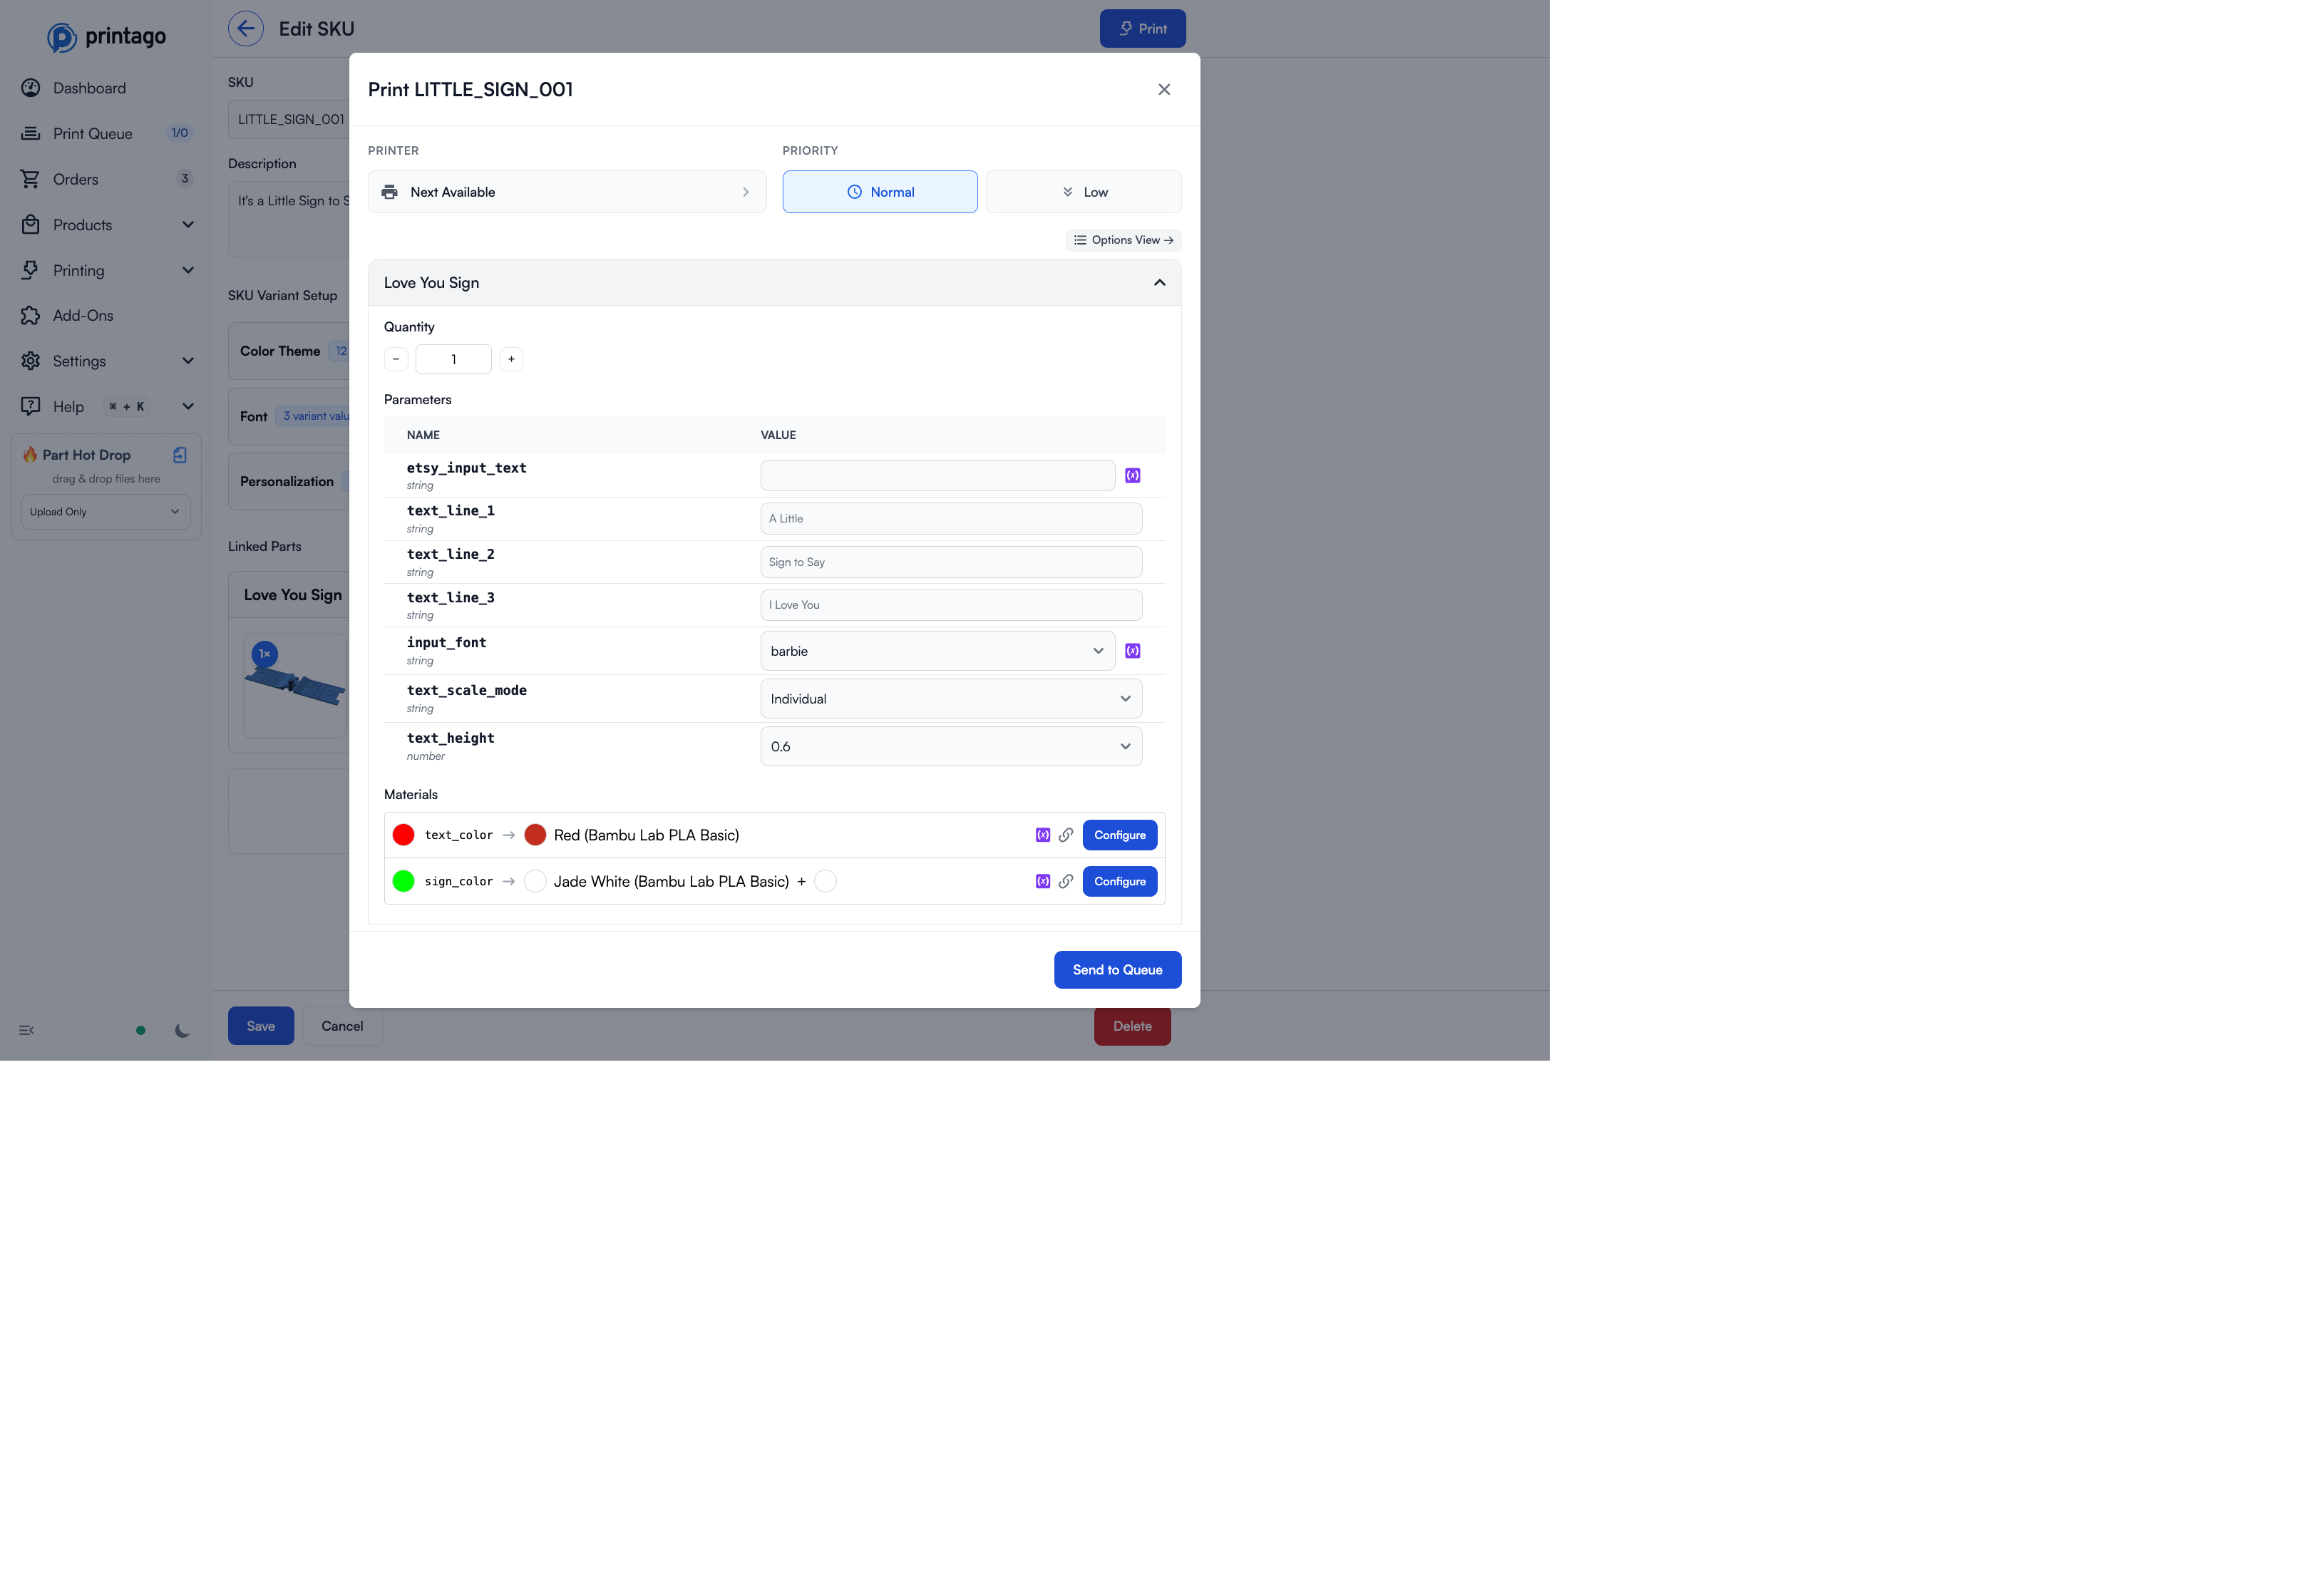 printago
Dashboard
Print Queue 1/0
Orders 3
Products
Printing
Add-Ons
Settings
Help ⌘ + K
Part Hot Drop
drag & drop files here
Upload Only
Edit SKU
Print
SKU
LITTLE_SIGN_001
Description
It's a Little Sign to S
SKU Variant Setup
Color Theme 12
Font 3 variant valu
Personalization
Linked Parts
Love You Sign
1×
Save
Cancel
Delete
Print LITTLE_SIGN_001
PRINTER
Next Available
PRIORITY
Normal
Low
Options View →
Love You Sign
Quantity
− 1 +
Parameters
NAME VALUE
etsy_input_text
string
(x)
text_line_1
string
A Little
text_line_2
string
Sign to Say
text_line_3
string
I Love You
input_font
string
barbie
(x)
text_scale_mode
string
Individual
text_height
number
0.6
Materials
text_color → Red (Bambu Lab PLA Basic) (x) Configure
sign_color → Jade White (Bambu Lab PLA Basic) + (x) Configure
Send to Queue